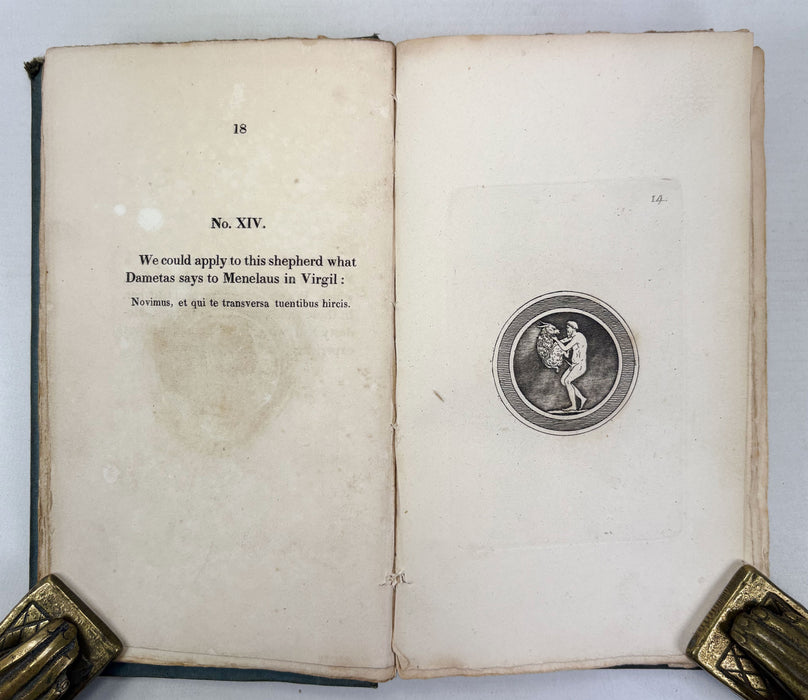 18
No. XIV.
We could apply to this shepherd what
Dametas says to Menelaus in Virgil :
Novimus, et qui te transversa tuentibus hircis.
14.